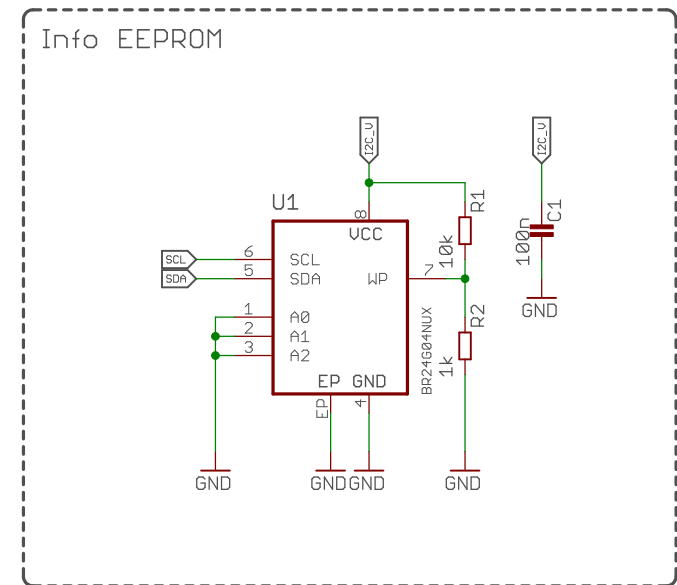 Info EEPROM
I2C_V
I2C_V
U1
8
VCC
R1
10k
C1
100n
SCL
6
SCL
SDA
5
SDA
WP
7
GND
1
A0
2
A1
3
A2
R2
1k
BR24G04NUX
EP
GND
EP
4
GND
GND
GND
GND